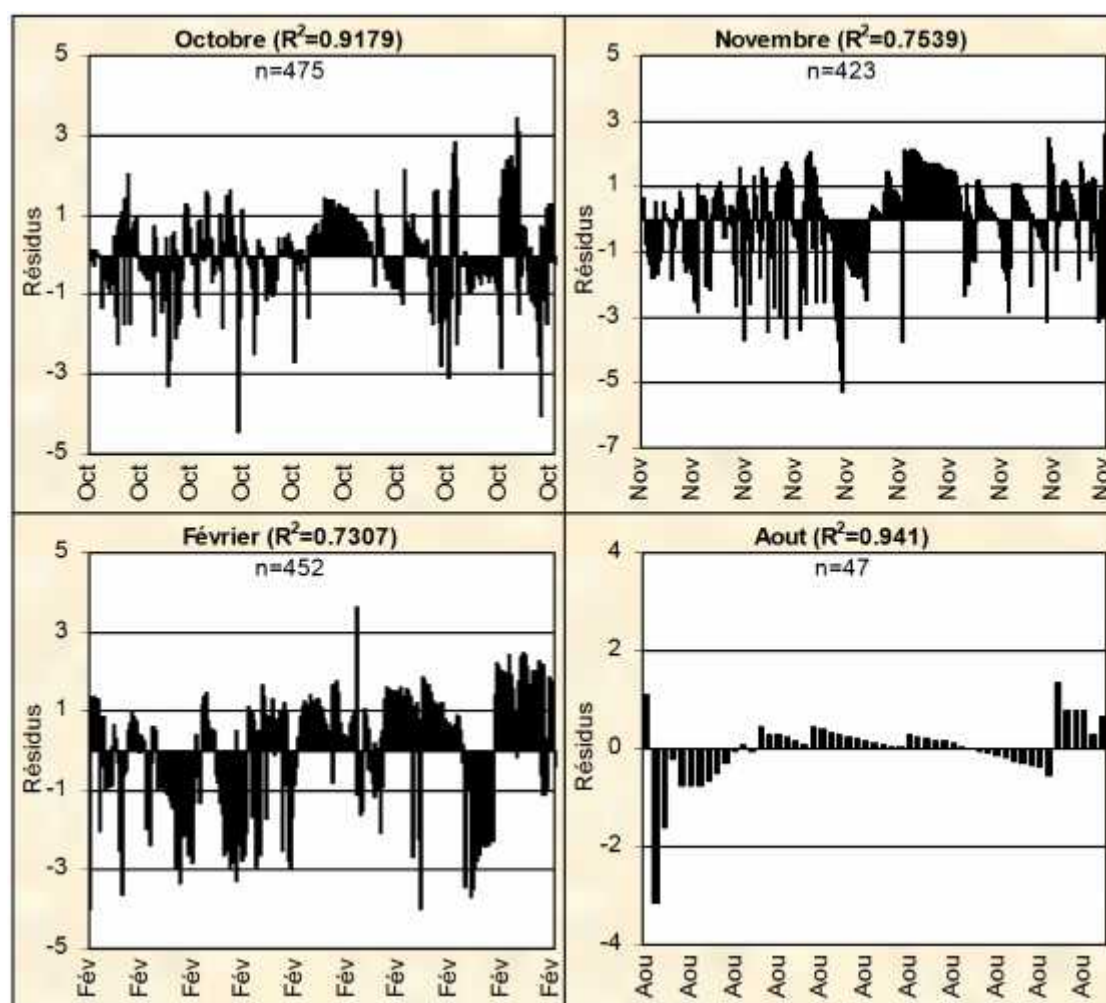 Octobre (R²=0.9179)
n=475
5
3
1
-1
-3
-5
Résidus
Oct Oct Oct Oct Oct Oct Oct Oct Oct Oct
Novembre (R²=0.7539)
n=423
5
3
1
-1
-3
-5
-7
Résidus
Nov Nov Nov Nov Nov Nov Nov Nov Nov Nov
Février (R²=0.7307)
n=452
5
3
1
-1
-3
-5
Résidus
Fév Fév Fév Fév Fév Fév Fév Fév Fév Fév
Aout (R²=0.941)
n=47
4
2
0
-2
-4
Résidus
Aou Aou Aou Aou Aou Aou Aou Aou Aou Aou Aou